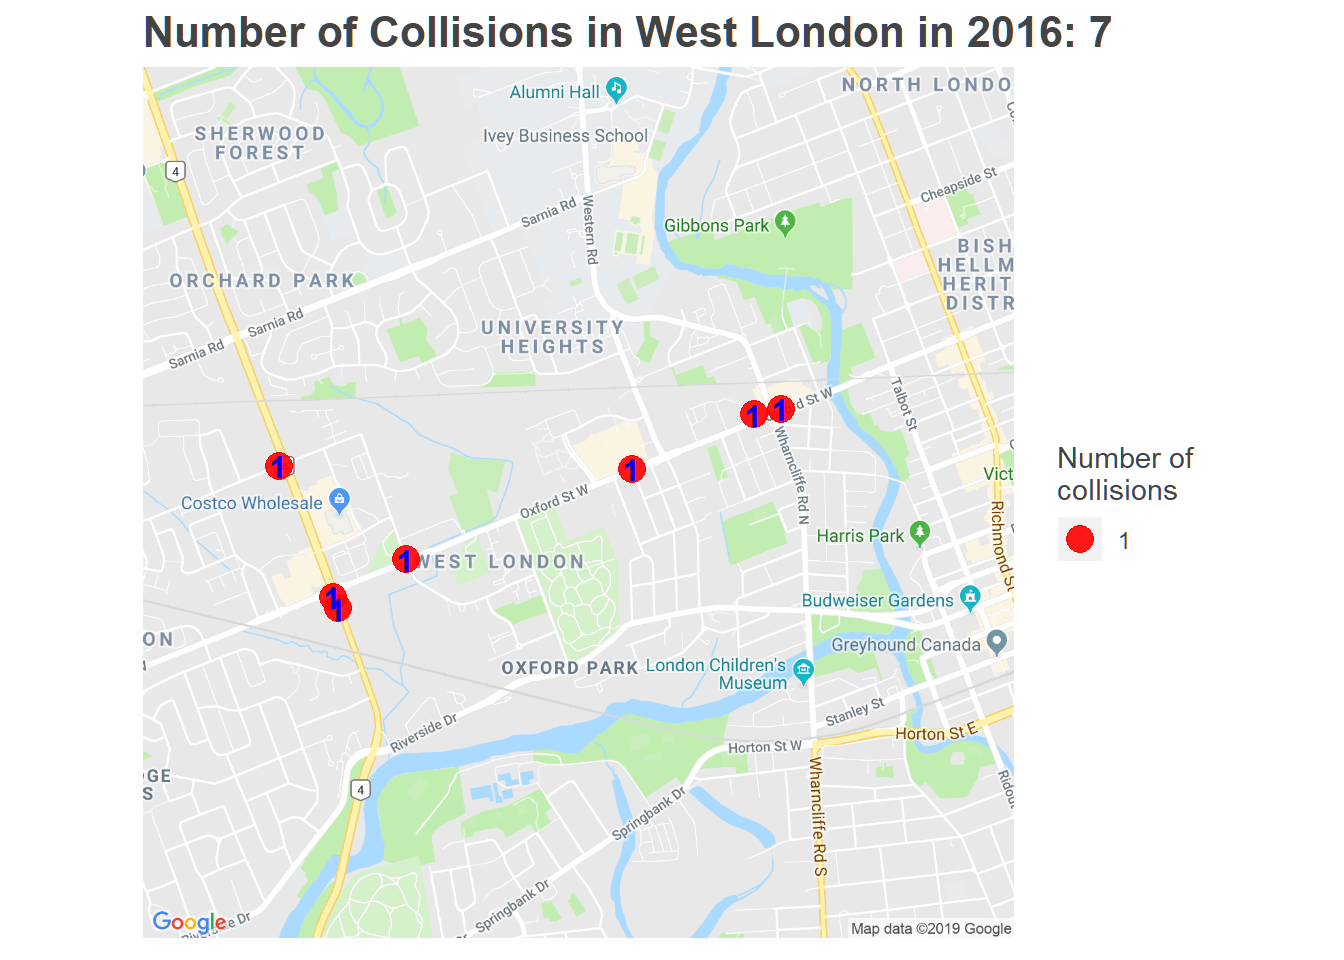 Number of Collisions in West London in 2016: 7
NORTH LONDO
Alumni Hall
SHERWOOD
FOREST
Ivey Business School
4
Cheapside St
Sarnia Rd
Western Rd
Gibbons Park
BISH
HELLM
HERIT
DISTR
ORCHARD PARK
Sarnia Rd
UNIVERSITY
HEIGHTS
Sarnia Rd
Talbot St
1
1
rd St W
Wharncliffe Rd N
Number of
collisions
1
1
1
Vict
Costco Wholesale
Oxford St W
Richmond St
Harris Park
1
WEST LONDON
1
1
Budweiser Gardens
ON
Greyhound Canada
OXFORD PARK
London Children's
Museum
Stanley St
Riverside Dr
Horton St E
Horton St W
GE
S
4
Ridou
Springbank Dr
Wharncliffe Rd S
Springbank Dr
Google
Dr
Map data ©2019 Google